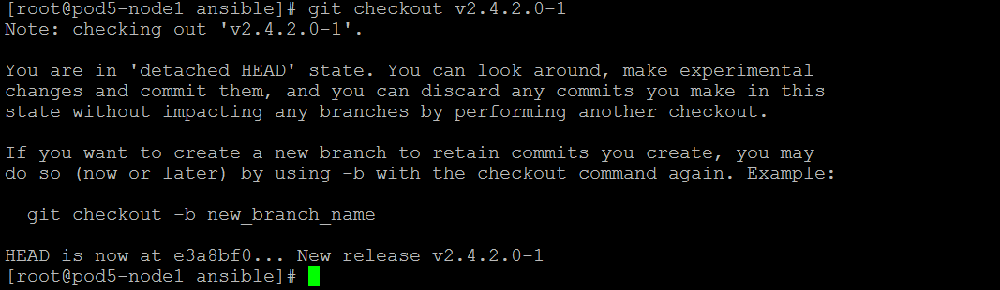 [root@pod5-node1 ansible]# git checkout v2.4.2.0-1
Note: checking out 'v2.4.2.0-1'.
You are in 'detached HEAD' state. You can look around, make experimental
changes and commit them, and you can discard any commits you make in this
state without impacting any branches by performing another checkout.
If you want to create a new branch to retain commits you create, you may
do so (now or later) by using -b with the checkout command again. Example:
  git checkout -b new_branch_name
HEAD is now at e3a8bf0... New release v2.4.2.0-1
[root@pod5-node1 ansible]#